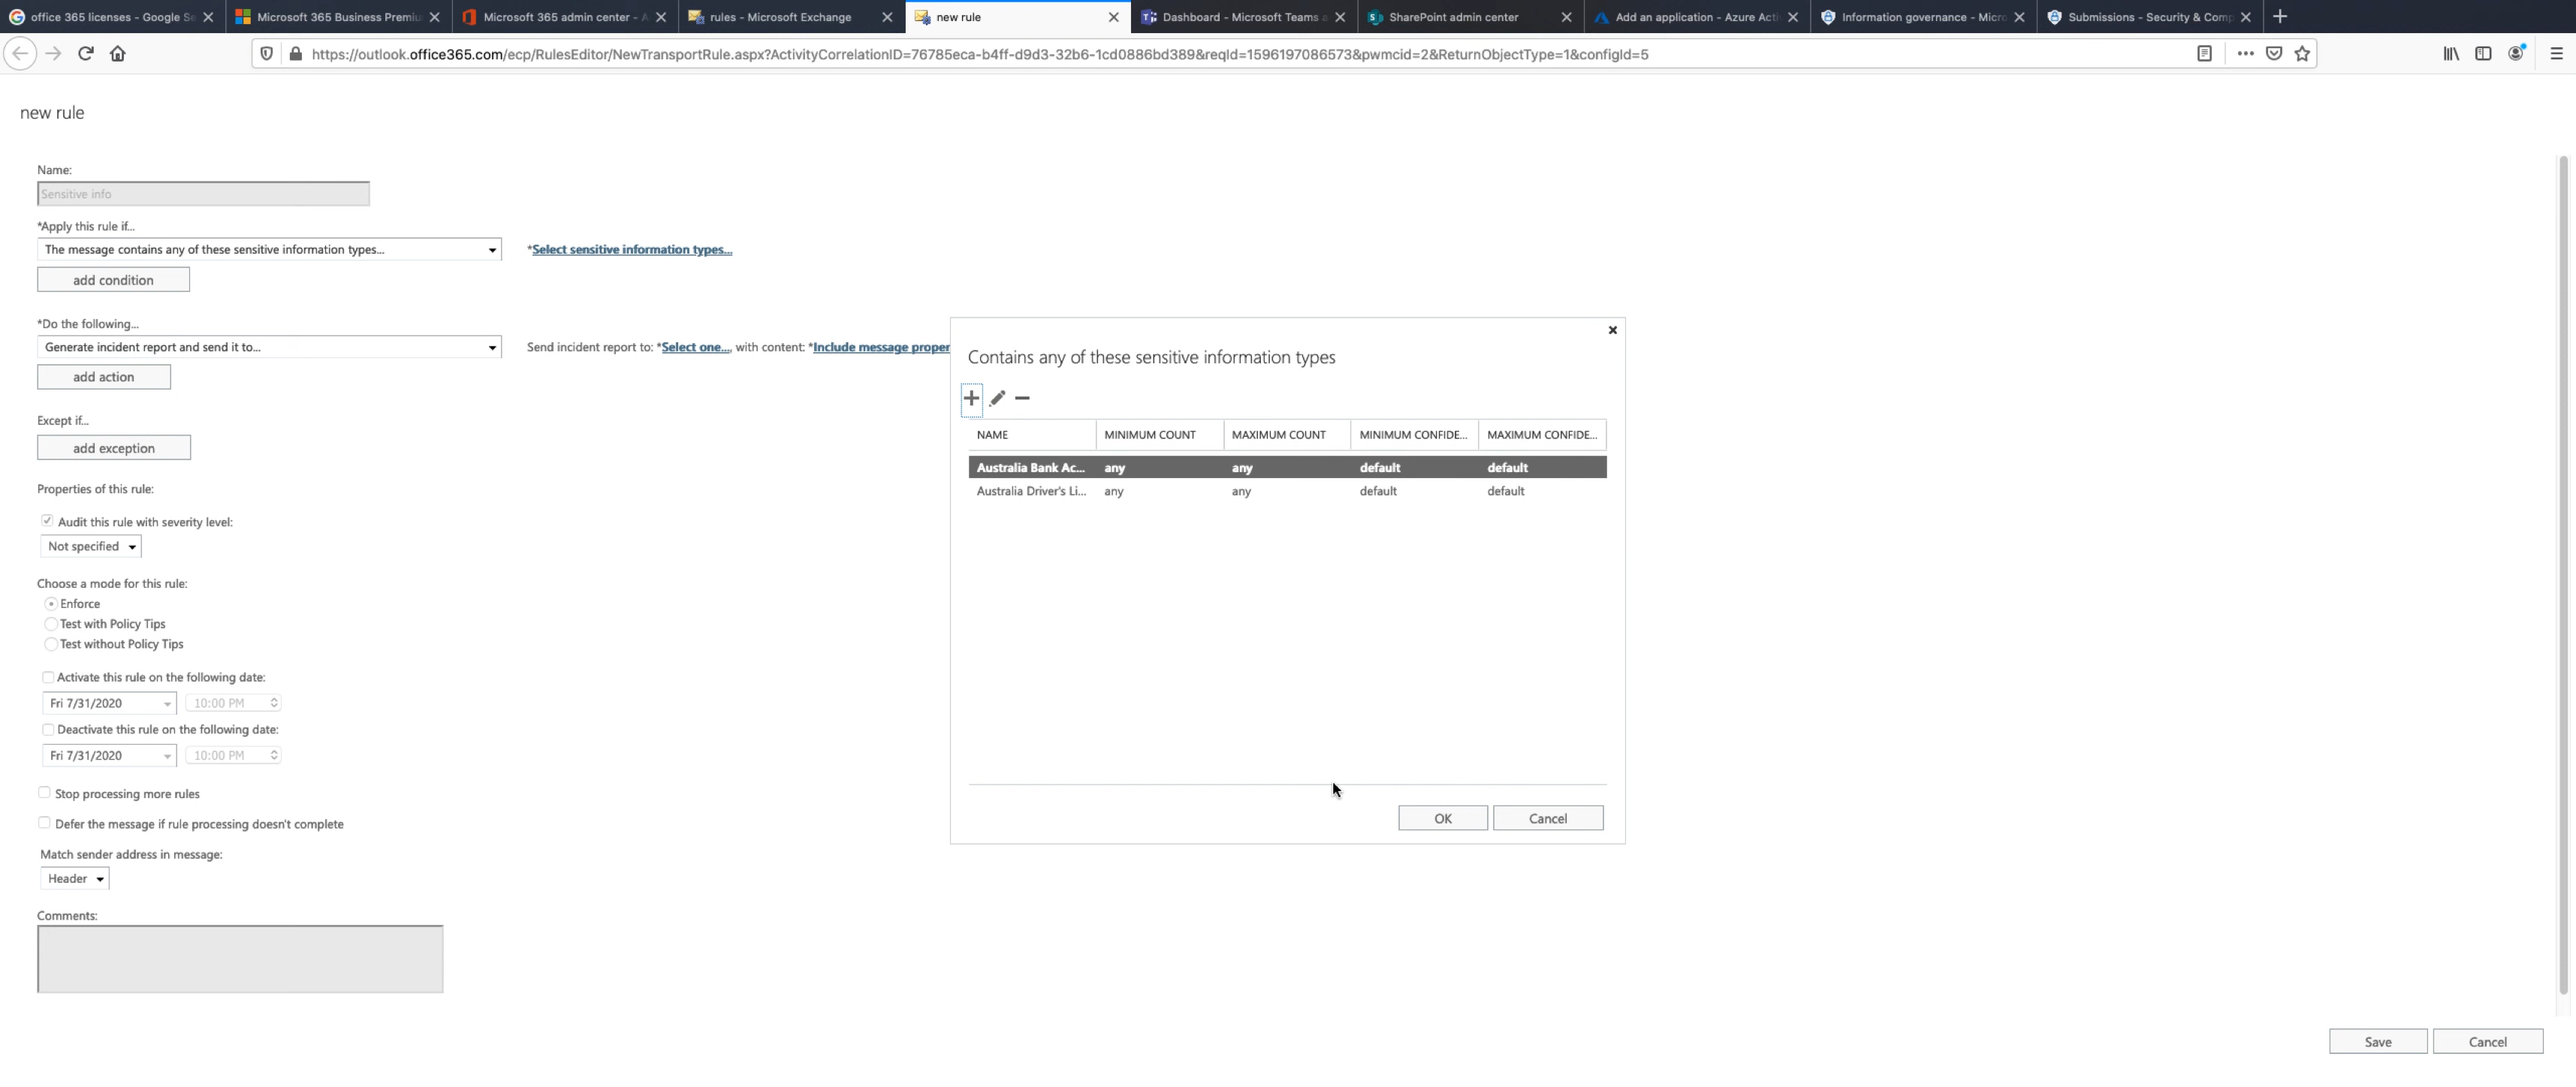 office 365 licenses - Google Se
Microsoft 365 Business Premiu
Microsoft 365 admin center - A
rules - Microsoft Exchange
new rule
Dashboard - Microsoft Teams a
SharePoint admin center
Add an application - Azure Acti
Information governance - Micro
Submissions - Security & Comp
https://outlook.office365.com/ecp/RulesEditor/NewTransportRule.aspx?ActivityCorrelationID=76785eca-b4ff-d9d3-32b6-1cd0886bd389&reqId=1596197086573&pwmcid=2&ReturnObjectType=1&configId=5
new rule
Name:
Sensitive info
*Apply this rule if...
The message contains any of these sensitive information types...
*Select sensitive information types...
add condition
*Do the following...
Generate incident report and send it to...
Send incident report to: *Select one..., with content: *Include message proper
add action
Except if...
add exception
Properties of this rule:
Audit this rule with severity level:
Not specified
Choose a mode for this rule:
Enforce
Test with Policy Tips
Test without Policy Tips
Activate this rule on the following date:
Fri 7/31/2020 10:00 PM
Deactivate this rule on the following date:
Fri 7/31/2020 10:00 PM
Stop processing more rules
Defer the message if rule processing doesn't complete
Match sender address in message:
Header
Comments:
Contains any of these sensitive information types
NAME MINIMUM COUNT MAXIMUM COUNT MINIMUM CONFIDE... MAXIMUM CONFIDE...
Australia Bank Ac... any any default default
Australia Driver's Li... any any default default
OK Cancel
Save Cancel